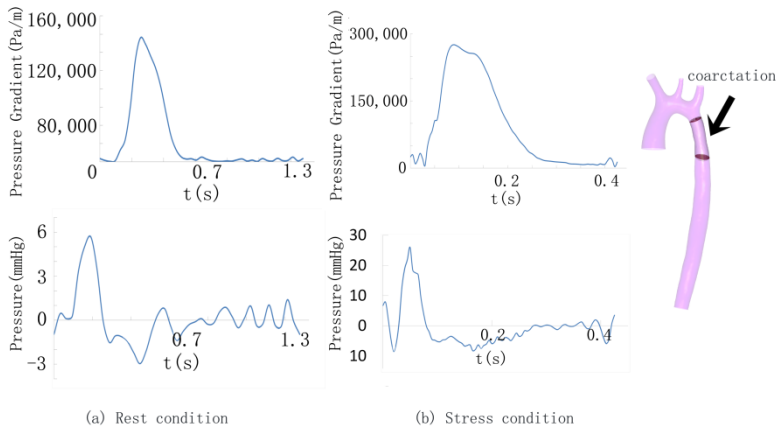 160,000
120,000
80,000
0
0.7
1.3
t(s)
Pressure Gradient(Pa/m)
300,000
150,000
0
0.2
0.4
t(s)
Pressure Gradient(Pa/m)
coarctation
6
3
0
-3
0.7
1.3
t(s)
Pressure(mmHg)
30
20
10
0
10
0.2
0.4
t(s)
Pressure(mmHg)
(a) Rest condition
(b) Stress condition